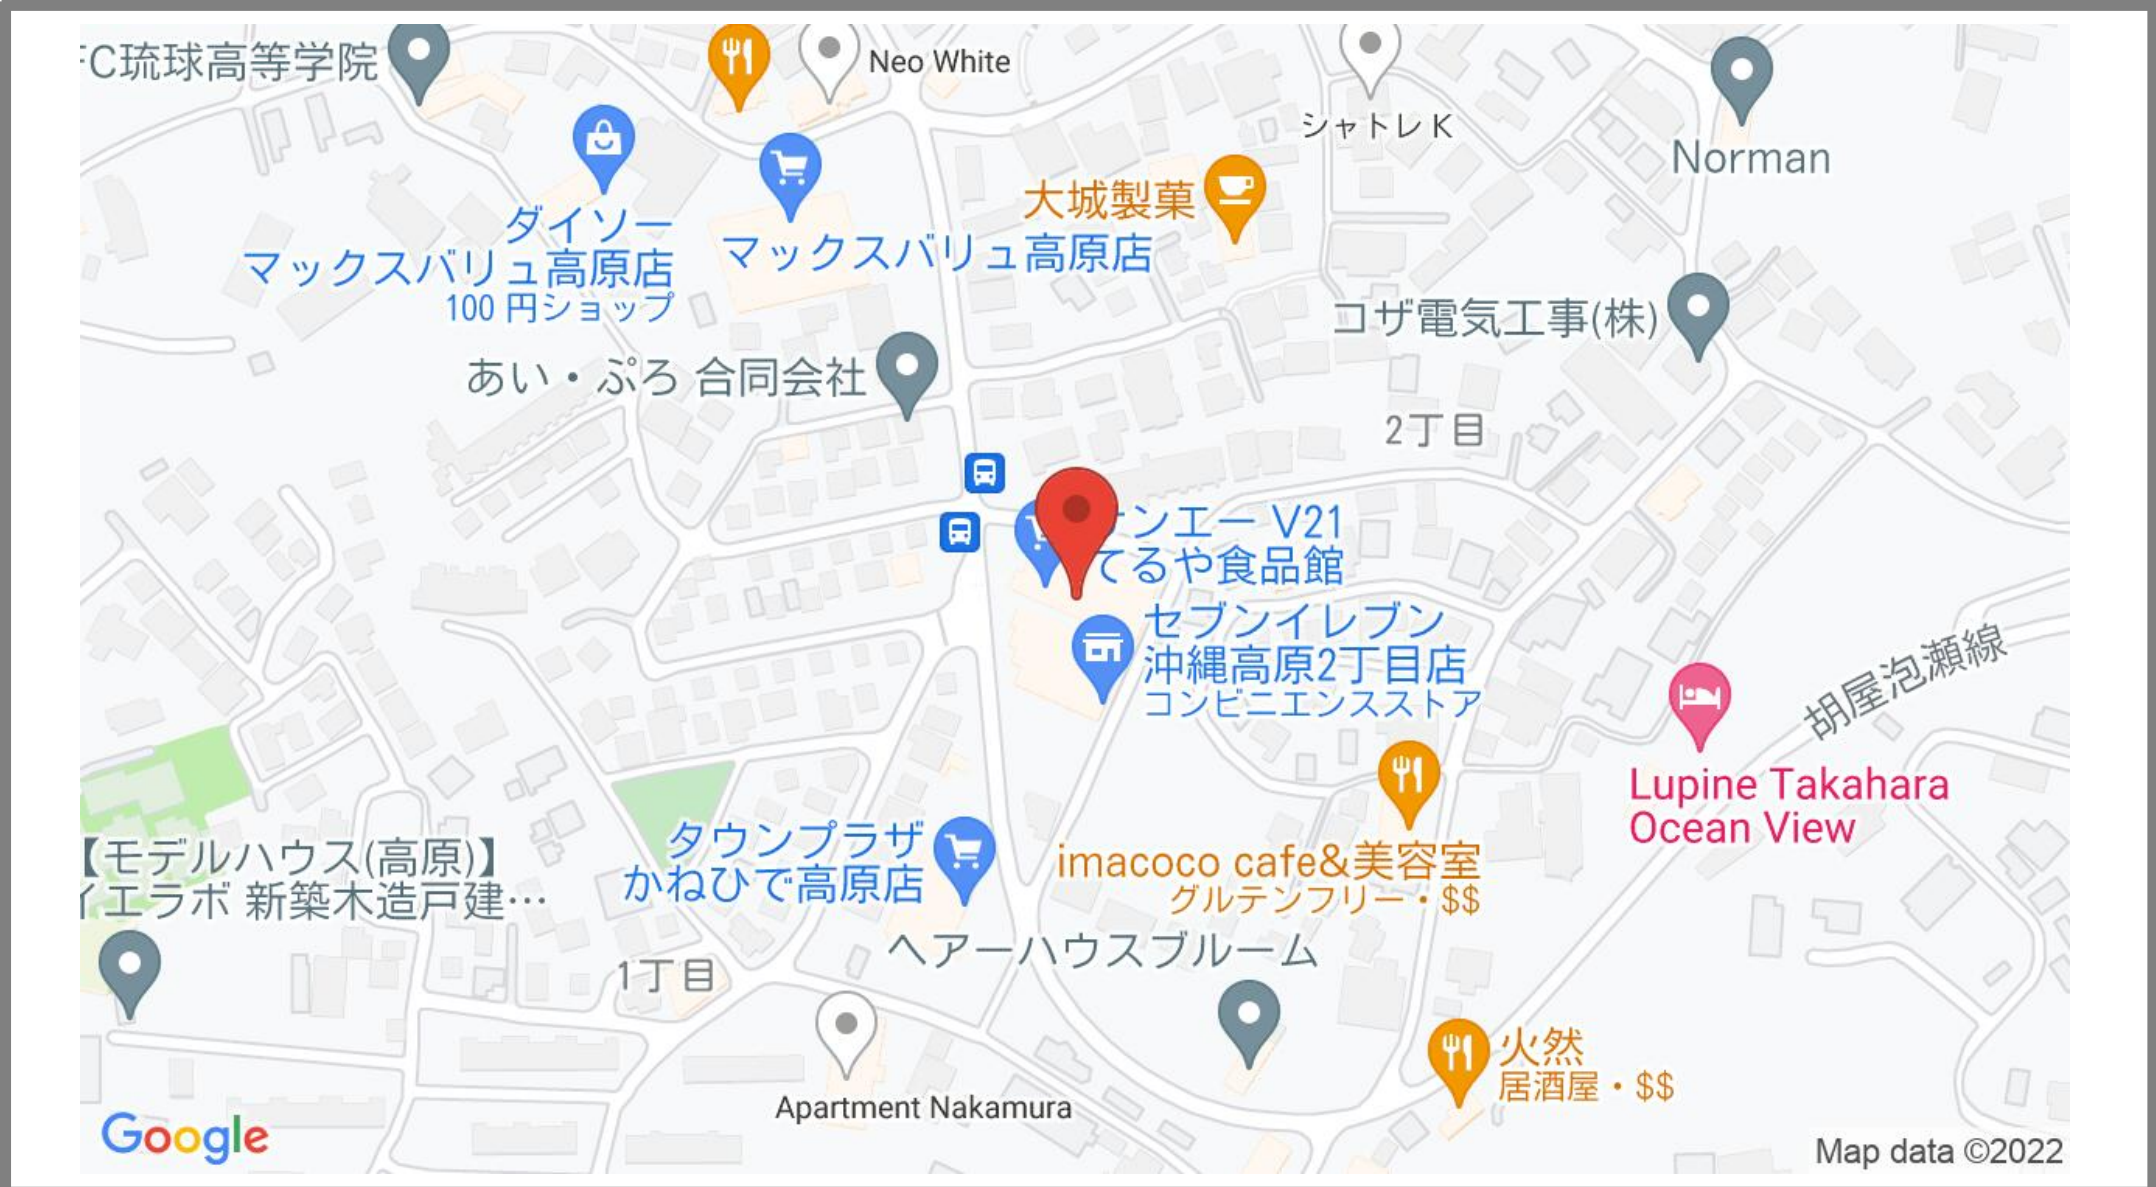 FC琉球高等学院
Neo White
シャトレK
Norman
ダイソー
マックスバリュ高原店
100 円ショップ
マックスバリュ高原店
大城製菓
コザ電気工事(株)
あい・ぷろ 合同会社
2丁目
ンエー V21
てるや食品館
セブンイレブン
沖縄高原2丁目店
コンビニエンスストア
胡屋泡瀬線
Lupine Takahara
Ocean View
タウンプラザ
かねひで高原店
imacoco cafe&美容室
グルテンフリー・$$
【モデルハウス(高原)】
イエラボ 新築木造戸建…
ヘアーハウスブルーム
1丁目
火然
居酒屋・$$
Apartment Nakamura
Google
Map data ©2022